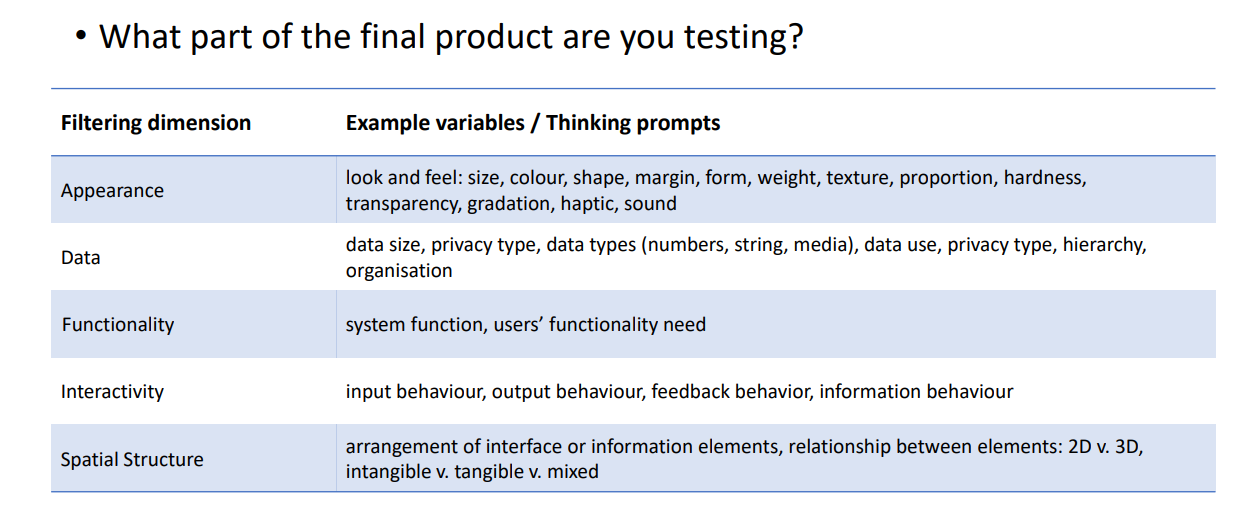 • What part of the final product are you testing?
Filtering dimension
Example variables / Thinking prompts
Appearance
look and feel: size, colour, shape, margin, form, weight, texture, proportion, hardness,
transparency, gradation, haptic, sound
Data
data size, privacy type, data types (numbers, string, media), data use, privacy type, hierarchy,
organisation
Functionality
system function, users’ functionality need
Interactivity
input behaviour, output behaviour, feedback behavior, information behaviour
Spatial Structure
arrangement of interface or information elements, relationship between elements: 2D v. 3D,
intangible v. tangible v. mixed